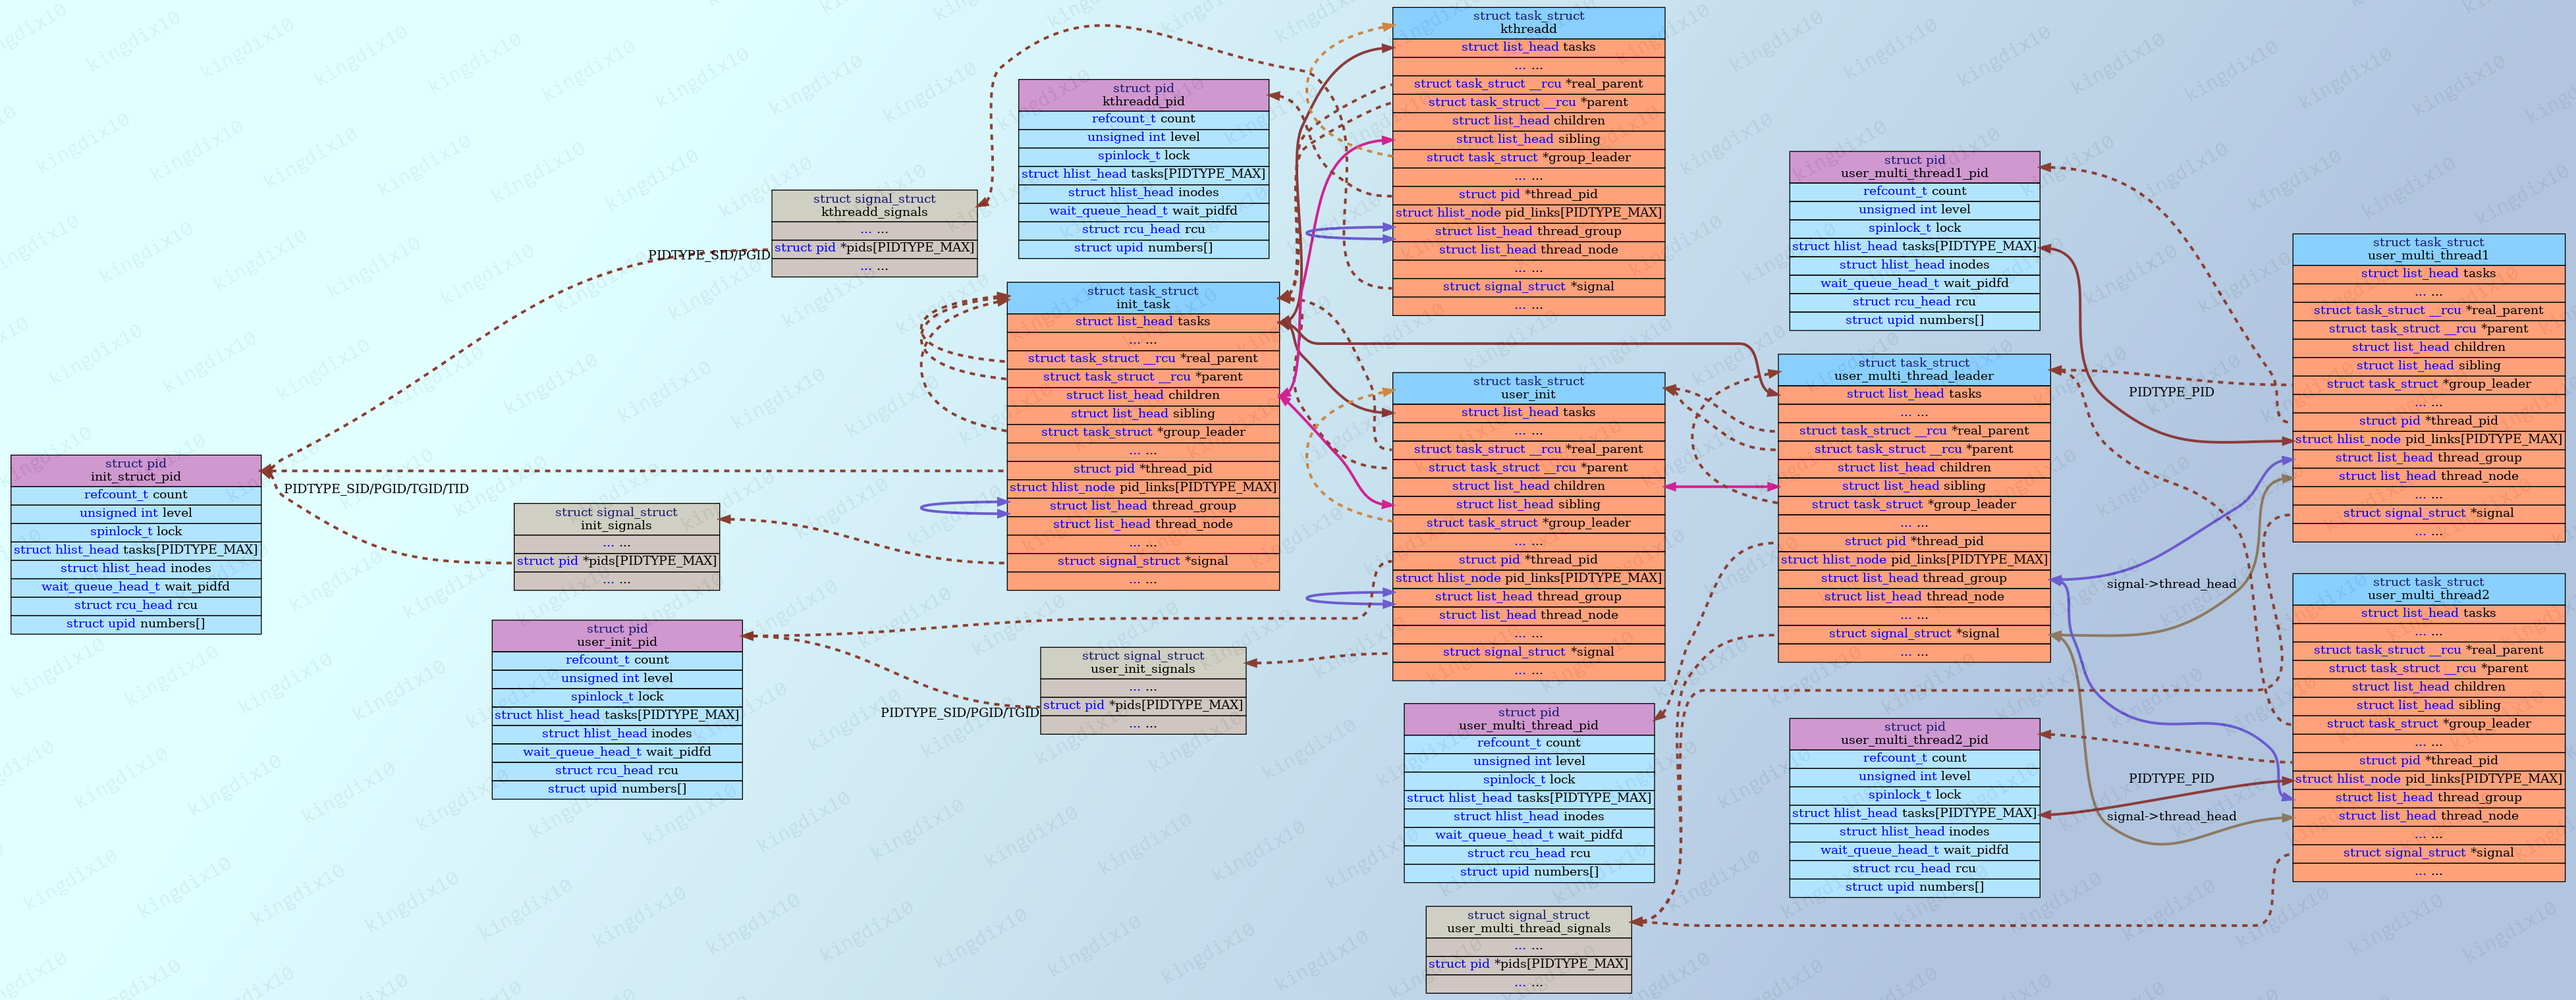 struct task_struct
kthreadd
struct list_head tasks
... ...
struct task_struct __rcu *real_parent
struct task_struct __rcu *parent
struct list_head children
struct list_head sibling
struct task_struct *group_leader
... ...
struct pid *thread_pid
struct hlist_node pid_links[PIDTYPE_MAX]
struct list_head thread_group
struct list_head thread_node
... ...
struct signal_struct *signal
... ...
struct pid
kthreadd_pid
refcount_t count
unsigned int level
spinlock_t lock
struct hlist_head tasks[PIDTYPE_MAX]
struct hlist_head inodes
wait_queue_head_t wait_pidfd
struct rcu_head rcu
struct upid numbers[]
struct signal_struct
kthreadd_signals
... ...
struct pid *pids[PIDTYPE_MAX]
... ...
PIDTYPE_SID/PGID
struct task_struct
init_task
struct list_head tasks
... ...
struct task_struct __rcu *real_parent
struct task_struct __rcu *parent
struct list_head children
struct list_head sibling
struct task_struct *group_leader
... ...
struct pid *thread_pid
struct hlist_node pid_links[PIDTYPE_MAX]
struct list_head thread_group
struct list_head thread_node
... ...
struct signal_struct *signal
... ...
struct pid
init_struct_pid
refcount_t count
unsigned int level
spinlock_t lock
struct hlist_head tasks[PIDTYPE_MAX]
struct hlist_head inodes
wait_queue_head_t wait_pidfd
struct rcu_head rcu
struct upid numbers[]
PIDTYPE_SID/PGID/TGID/TID
struct signal_struct
init_signals
... ...
struct pid *pids[PIDTYPE_MAX]
... ...
struct pid
user_init_pid
refcount_t count
unsigned int level
spinlock_t lock
struct hlist_head tasks[PIDTYPE_MAX]
struct hlist_head inodes
wait_queue_head_t wait_pidfd
struct rcu_head rcu
struct upid numbers[]
PIDTYPE_SID/PGID/TGID
struct signal_struct
user_init_signals
... ...
struct pid *pids[PIDTYPE_MAX]
... ...
struct task_struct
user_init
struct list_head tasks
... ...
struct task_struct __rcu *real_parent
struct task_struct __rcu *parent
struct list_head children
struct list_head sibling
struct task_struct *group_leader
... ...
struct pid *thread_pid
struct hlist_node pid_links[PIDTYPE_MAX]
struct list_head thread_group
struct list_head thread_node
... ...
struct signal_struct *signal
... ...
struct pid
user_multi_thread_pid
refcount_t count
unsigned int level
spinlock_t lock
struct hlist_head tasks[PIDTYPE_MAX]
struct hlist_head inodes
wait_queue_head_t wait_pidfd
struct rcu_head rcu
struct upid numbers[]
struct signal_struct
user_multi_thread_signals
... ...
struct pid *pids[PIDTYPE_MAX]
... ...
struct pid
user_multi_thread1_pid
refcount_t count
unsigned int level
spinlock_t lock
struct hlist_head tasks[PIDTYPE_MAX]
struct hlist_head inodes
wait_queue_head_t wait_pidfd
struct rcu_head rcu
struct upid numbers[]
struct task_struct
user_multi_thread_leader
struct list_head tasks
... ...
struct task_struct __rcu *real_parent
struct task_struct __rcu *parent
struct list_head children
struct list_head sibling
struct task_struct *group_leader
... ...
struct pid *thread_pid
struct hlist_node pid_links[PIDTYPE_MAX]
struct list_head thread_group
struct list_head thread_node
... ...
struct signal_struct *signal
... ...
struct pid
user_multi_thread2_pid
refcount_t count
unsigned int level
spinlock_t lock
struct hlist_head tasks[PIDTYPE_MAX]
struct hlist_head inodes
wait_queue_head_t wait_pidfd
struct rcu_head rcu
struct upid numbers[]
PIDTYPE_PID
signal->thread_head
PIDTYPE_PID
signal->thread_head
struct task_struct
user_multi_thread1
struct list_head tasks
... ...
struct task_struct __rcu *real_parent
struct task_struct __rcu *parent
struct list_head children
struct list_head sibling
struct task_struct *group_leader
... ...
struct pid *thread_pid
struct hlist_node pid_links[PIDTYPE_MAX]
struct list_head thread_group
struct list_head thread_node
... ...
struct signal_struct *signal
... ...
struct task_struct
user_multi_thread2
struct list_head tasks
... ...
struct task_struct __rcu *real_parent
struct task_struct __rcu *parent
struct list_head children
struct list_head sibling
struct task_struct *group_leader
... ...
struct pid *thread_pid
struct hlist_node pid_links[PIDTYPE_MAX]
struct list_head thread_group
struct list_head thread_node
... ...
struct signal_struct *signal
... ...
kingdix10